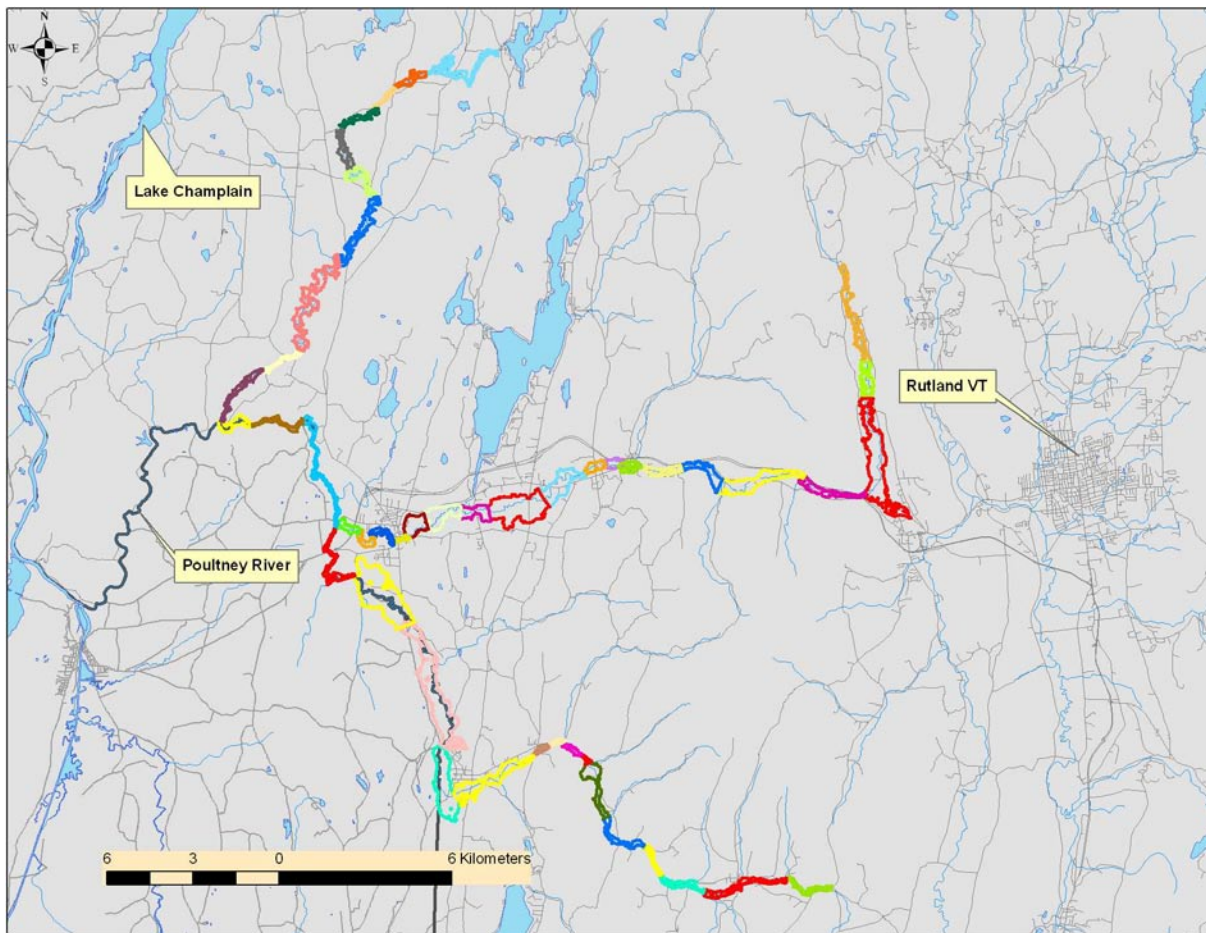 N
W E
S
Lake Champlain
Rutland VT
Poultney River
6 3 0 6 Kilometers